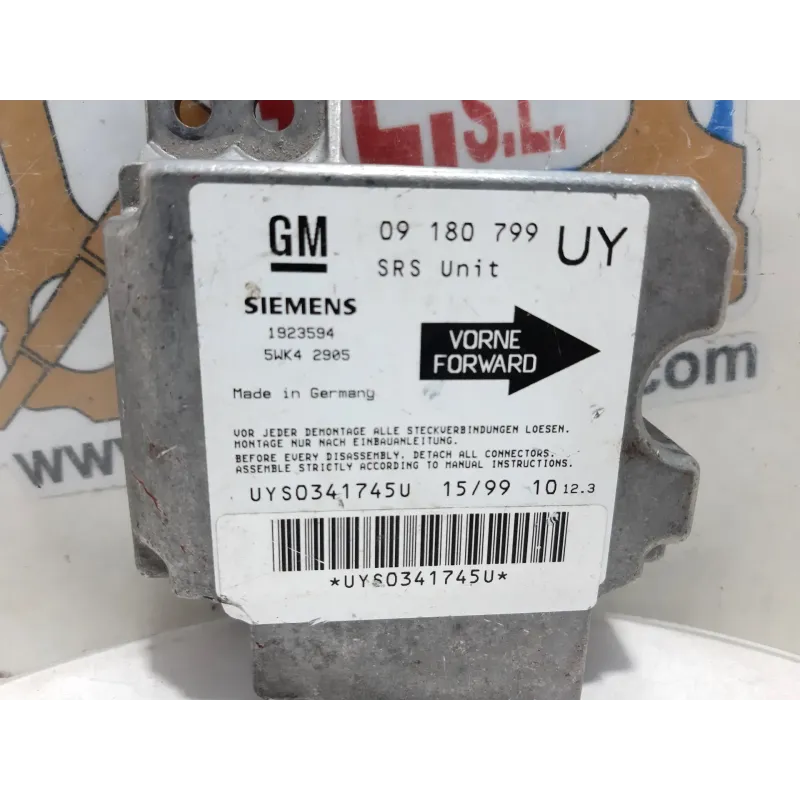 S.L.
GM 09 180 799 UY
SRS Unit
SIEMENS
1923594
5WK4 2905
VORNE
FORWARD
Made in Germany
VOR JEDER DEMONTAGE ALLE STECKVERBINDUNGEN LOESEN.
MONTAGE NUR NACH EINBAUANLEITUNG.
BEFORE EVERY DISASSEMBLY. DETACH ALL CONNECTORS.
ASSEMBLE STRICTLY ACCORDING TO MANUAL INSTRUCTIONS.
UYS0341745U 15/99 10 12.3
*UYS0341745U*
www.
.com